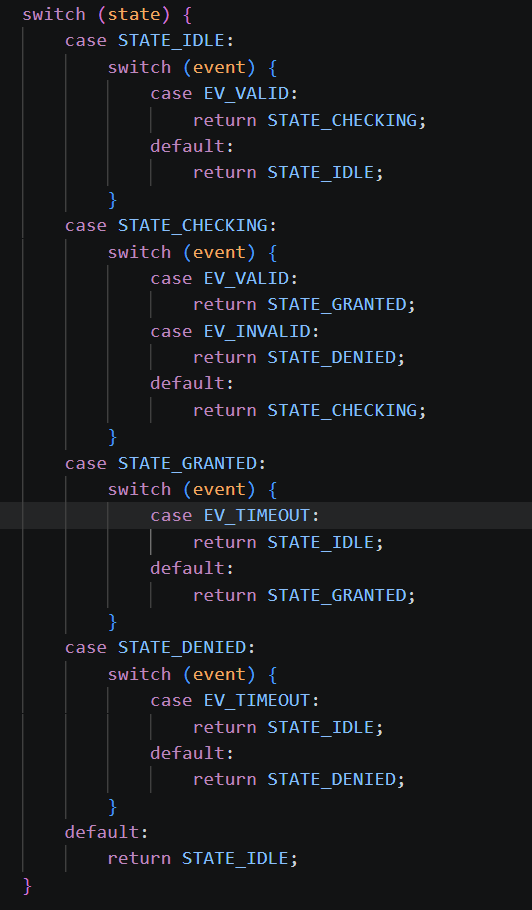 switch (state) {
    case STATE_IDLE:
        switch (event) {
            case EV_VALID:
                return STATE_CHECKING;
            default:
                return STATE_IDLE;
        }
    case STATE_CHECKING:
        switch (event) {
            case EV_VALID:
                return STATE_GRANTED;
            case EV_INVALID:
                return STATE_DENIED;
            default:
                return STATE_CHECKING;
        }
    case STATE_GRANTED:
        switch (event) {
            case EV_TIMEOUT:
                return STATE_IDLE;
            default:
                return STATE_GRANTED;
        }
    case STATE_DENIED:
        switch (event) {
            case EV_TIMEOUT:
                return STATE_IDLE;
            default:
                return STATE_DENIED;
        }
    default:
        return STATE_IDLE;
}